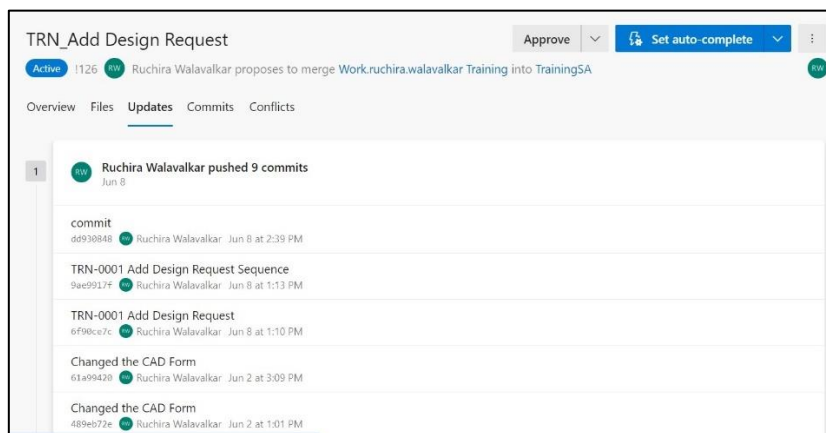 TRN_Add Design Request
Approve
Set auto-complete
Active !126 RW Ruchira Walavalkar proposes to merge Work.ruchira.walavalkar Training into TrainingSA RW
Overview Files Updates Commits Conflicts
1
RW Ruchira Walavalkar pushed 9 commits
Jun 8
commit
dd930848 RW Ruchira Walavalkar Jun 8 at 2:39 PM
TRN-0001 Add Design Request Sequence
9ae9917f RW Ruchira Walavalkar Jun 8 at 1:13 PM
TRN-0001 Add Design Request
6f90ce7c RW Ruchira Walavalkar Jun 8 at 1:10 PM
Changed the CAD Form
61a99420 RW Ruchira Walavalkar Jun 2 at 3:09 PM
Changed the CAD Form
489eb72e RW Ruchira Walavalkar Jun 2 at 1:01 PM